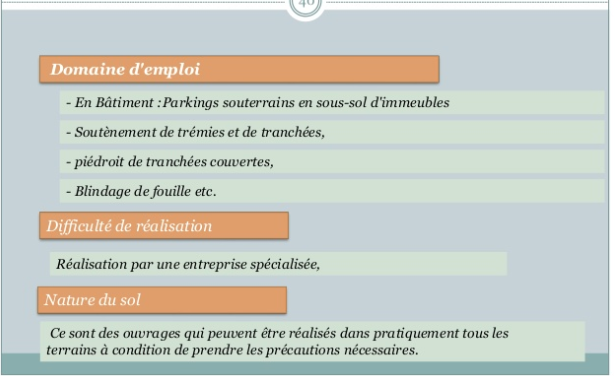 40
Domaine d'emploi
- En Bâtiment : Parkings souterrains en sous-sol d'immeubles
- Soutènement de trémies et de tranchées,
- piédroit de tranchées couvertes,
- Blindage de fouille etc.
Difficulté de réalisation
Réalisation par une entreprise spécialisée,
Nature du sol
Ce sont des ouvrages qui peuvent être réalisés dans pratiquement tous les
terrains à condition de prendre les précautions nécessaires.